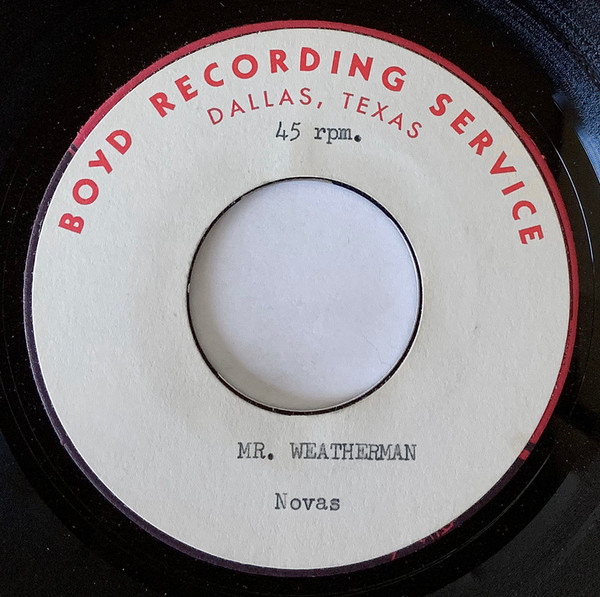 BOYD RECORDING SERVICE
DALLAS, TEXAS
45 rpm.
MR. WEATHERMAN
Novas